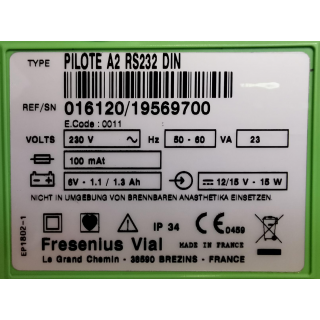 TYPE PILOTE A2 RS232 DIN
REF/SN 016120/19569700
E.Code : 0011
VOLTS 230 V Hz 50 - 60 VA 23
100 mAt
6V - 1.1 / 1.3 Ah 12/15 V - 15 W
NICHT IN UMGEBUNG VON BRENNBAREN ANASTHETIKA EINSETZEN.
EP1802-1
IP 34 CE 0459
Fresenius Vial MADE IN FRANCE
Le Grand Chemin - 38590 BREZINS - FRANCE